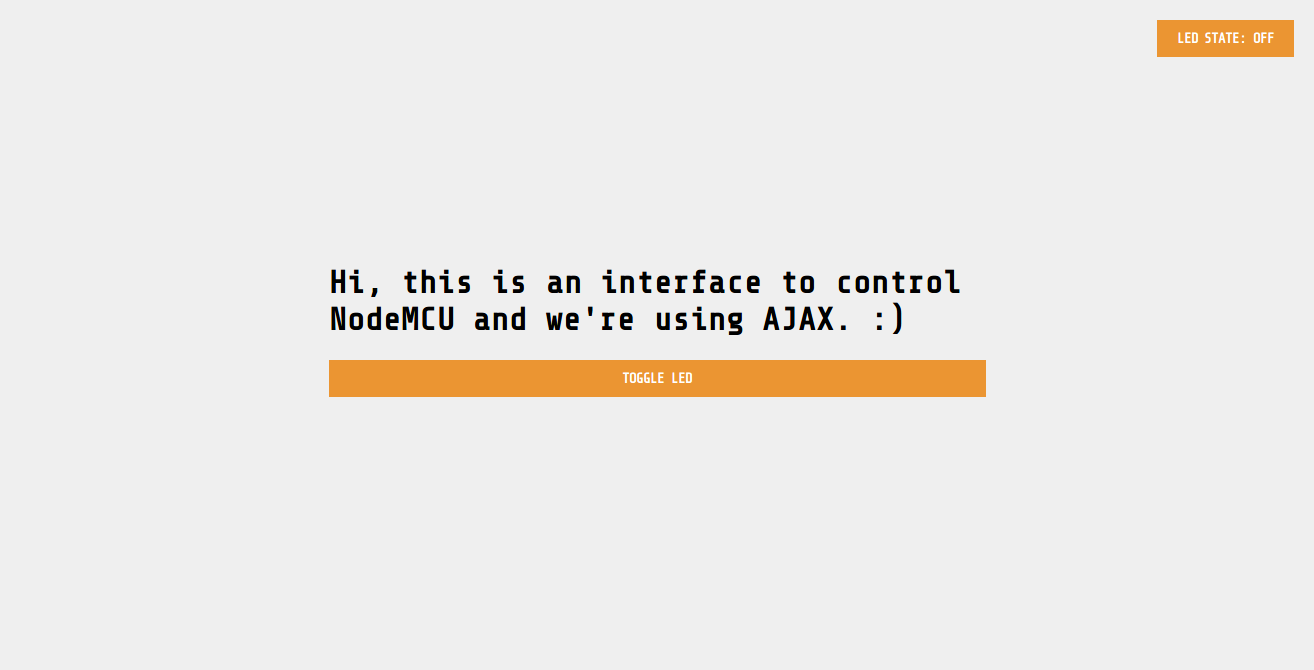 LED STATE: OFF
Hi, this is an interface to control
NodeMCU and we're using AJAX. :)
TOGGLE LED